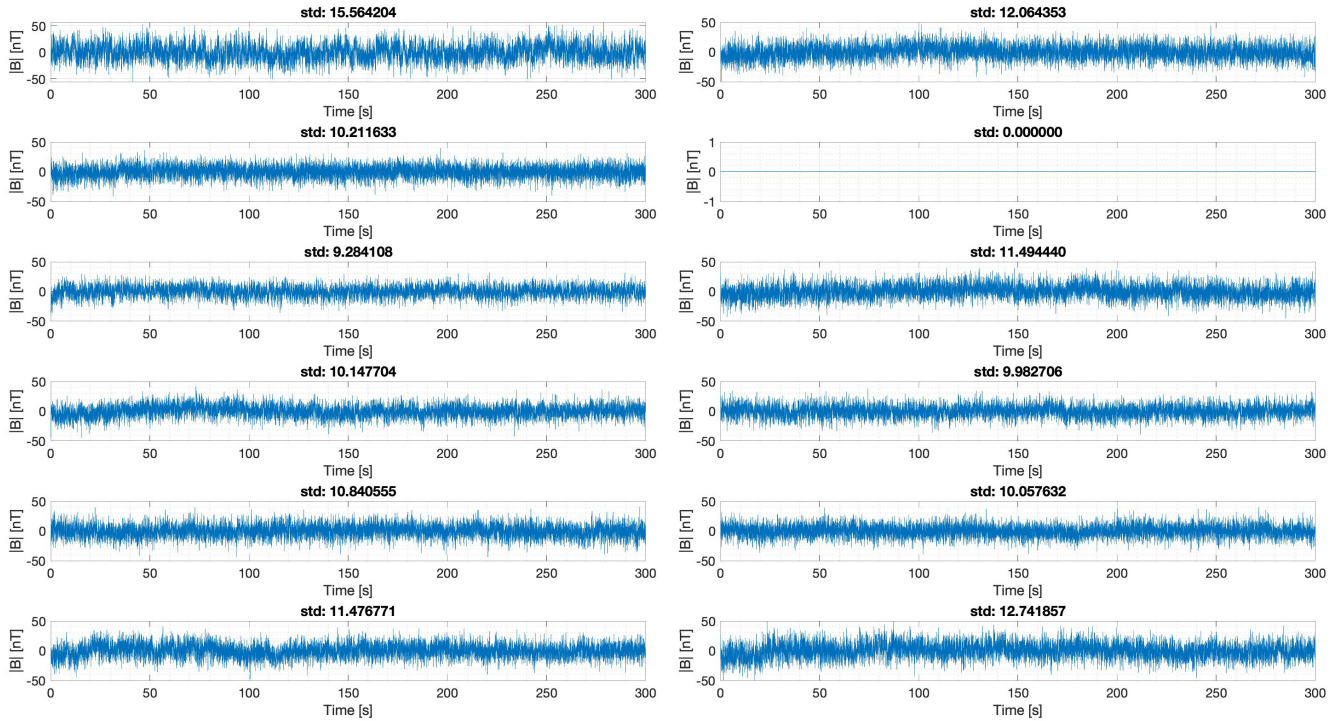 std: 15.564204
50
0
-50
|B| [nT]
0 50 100 150 200 250 300
Time [s]
std: 12.064353
50
0
-50
|B| [nT]
0 50 100 150 200 250 300
Time [s]
std: 10.211633
50
0
-50
|B| [nT]
0 50 100 150 200 250 300
Time [s]
std: 0.000000
1
0
-1
|B| [nT]
0 50 100 150 200 250 300
Time [s]
std: 9.284108
50
0
-50
|B| [nT]
0 50 100 150 200 250 300
Time [s]
std: 11.494440
50
0
-50
|B| [nT]
0 50 100 150 200 250 300
Time [s]
std: 10.147704
50
0
-50
|B| [nT]
0 50 100 150 200 250 300
Time [s]
std: 9.982706
50
0
-50
|B| [nT]
0 50 100 150 200 250 300
Time [s]
std: 10.840555
50
0
-50
|B| [nT]
0 50 100 150 200 250 300
Time [s]
std: 10.057632
50
0
-50
|B| [nT]
0 50 100 150 200 250 300
Time [s]
std: 11.476771
50
0
-50
|B| [nT]
0 50 100 150 200 250 300
Time [s]
std: 12.741857
50
0
-50
|B| [nT]
0 50 100 150 200 250 300
Time [s]